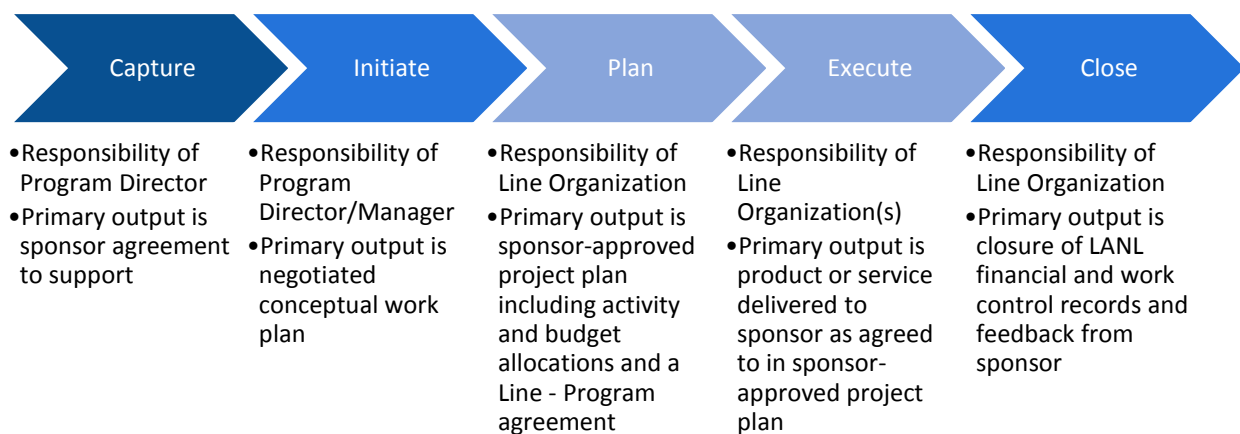 Capture
Initiate
Plan
Execute
Close
•Responsibility of
Program Director
•Primary output is
sponsor agreement
to support
•Responsibility of
Program
Director/Manager
•Primary output is
negotiated
conceptual work
plan
•Responsibility of
Line Organization
•Primary output is
sponsor-approved
project plan
including activity
and budget
allocations and a
Line - Program
agreement
•Responsibility of
Line
Organization(s)
•Primary output is
product or service
delivered to
sponsor as agreed
to in sponsor-
approved project
plan
•Responsibility of
Line Organization
•Primary output is
closure of LANL
financial and work
control records and
feedback from
sponsor